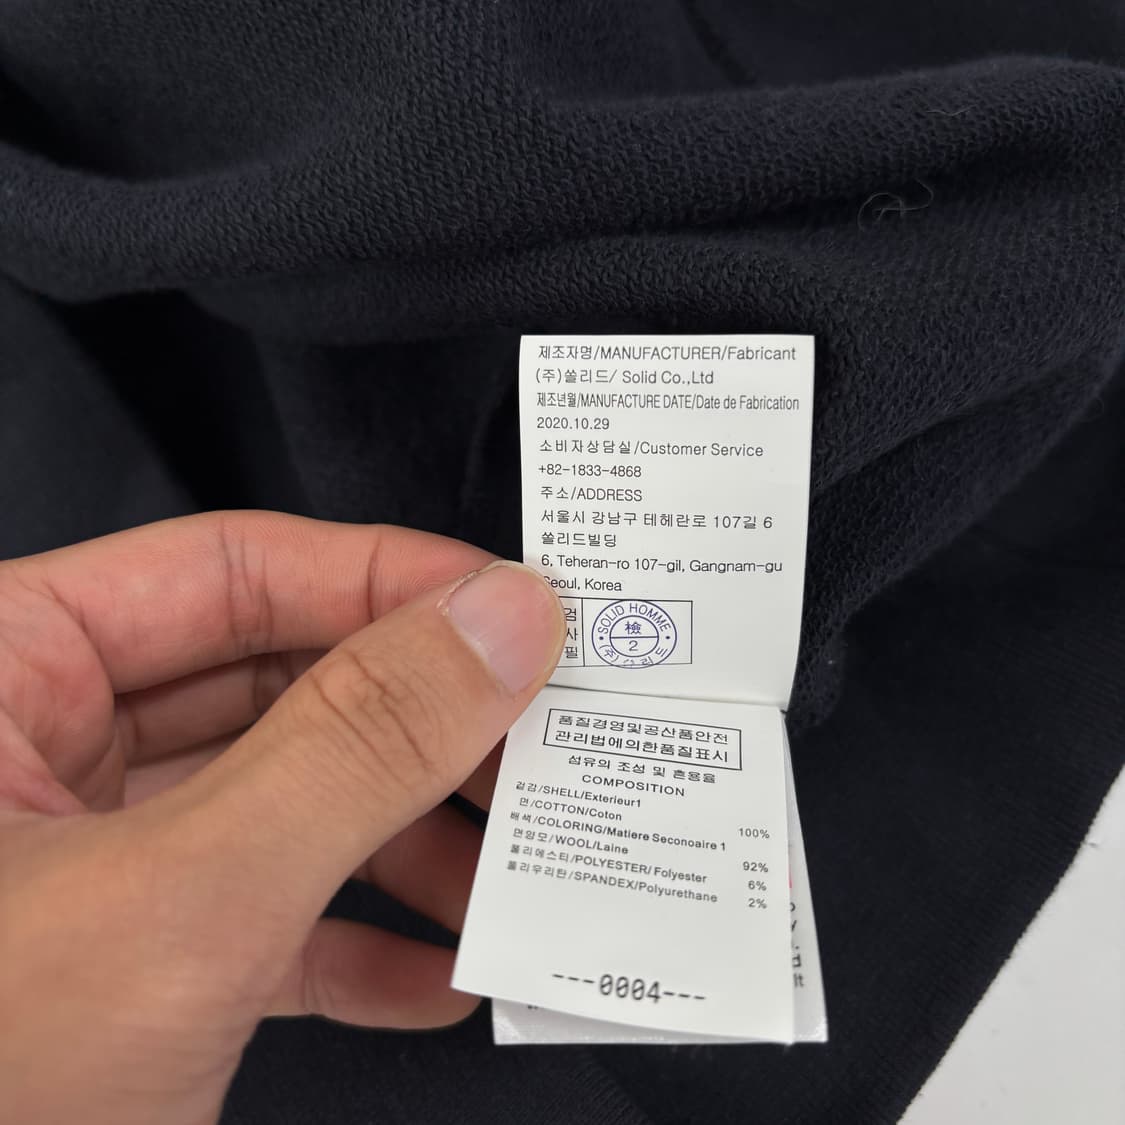 제조자명/MANUFACTURER/Fabricant
(주)쏠리드/ Solid Co.,Ltd
제조년월/MANUFACTURE DATE/Date de Fabrication
2020.10.29
소비자상담실/Customer Service
+82-1833-4868
주소/ADDRESS
서울시 강남구 테헤란로 107길 6
쏠리드빌딩
6, Teheran-ro 107-gil, Gangnam-gu
Seoul, Korea
검
사
필
SOLID HOMME
檢
2
(주)쏠리드
품질경영및공산품안전
관리법에의한품질표시
섬유의 조성 및 혼용율
COMPOSITION
겉감/SHELL/Exterieur1
면/COTTON/Coton 100%
배색/COLORING/Matiere Seconoaire 1
면양모/WOOL/Laine 92%
폴리에스터/POLYESTER/ Folyester 6%
폴리우리탄/SPANDEX/Polyurethane 2%
---0004---